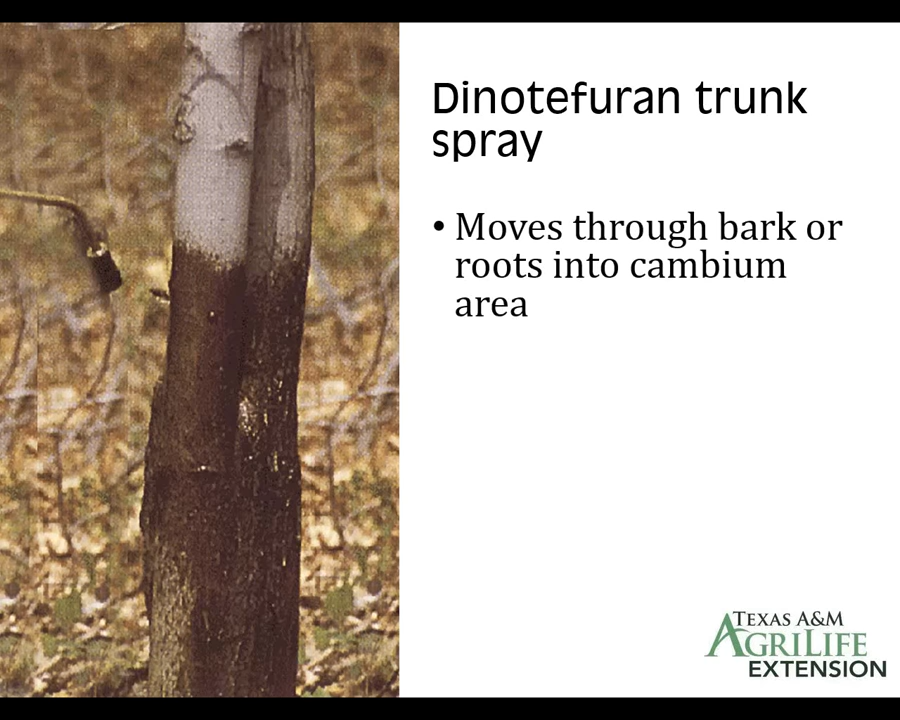 Dinotefuran trunk
spray
• Moves through bark or
roots into cambium
area
TEXAS A&M
AGRILIFE
EXTENSION